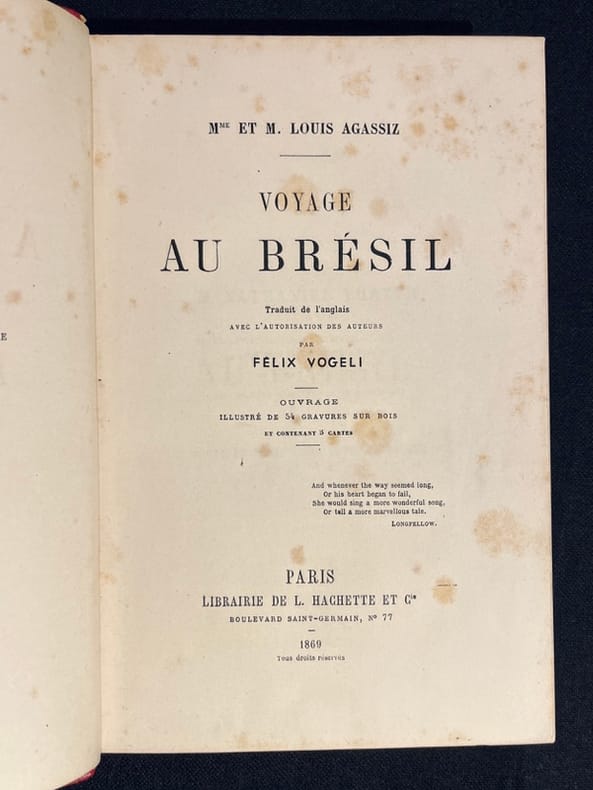 Mme ET M. LOUIS AGASSIZ
VOYAGE
AU BRÉSIL
Traduit de l'anglais
AVEC L'AUTORISATION DES AUTEURS
PAR
FÉLIX VOGELI
OUVRAGE
ILLUSTRÉ DE 54 GRAVURES SUR BOIS
ET CONTENANT 5 CARTES
And whenever the way seemed long,
Or his heart began to fail,
She would sing a more wonderful song,
Or tell a more marvellous tale.
LONGFELLOW.
PARIS
LIBRAIRIE DE L. HACHETTE ET Cie
BOULEVARD SAINT-GERMAIN, No 77
1869
Tous droits réservés
E